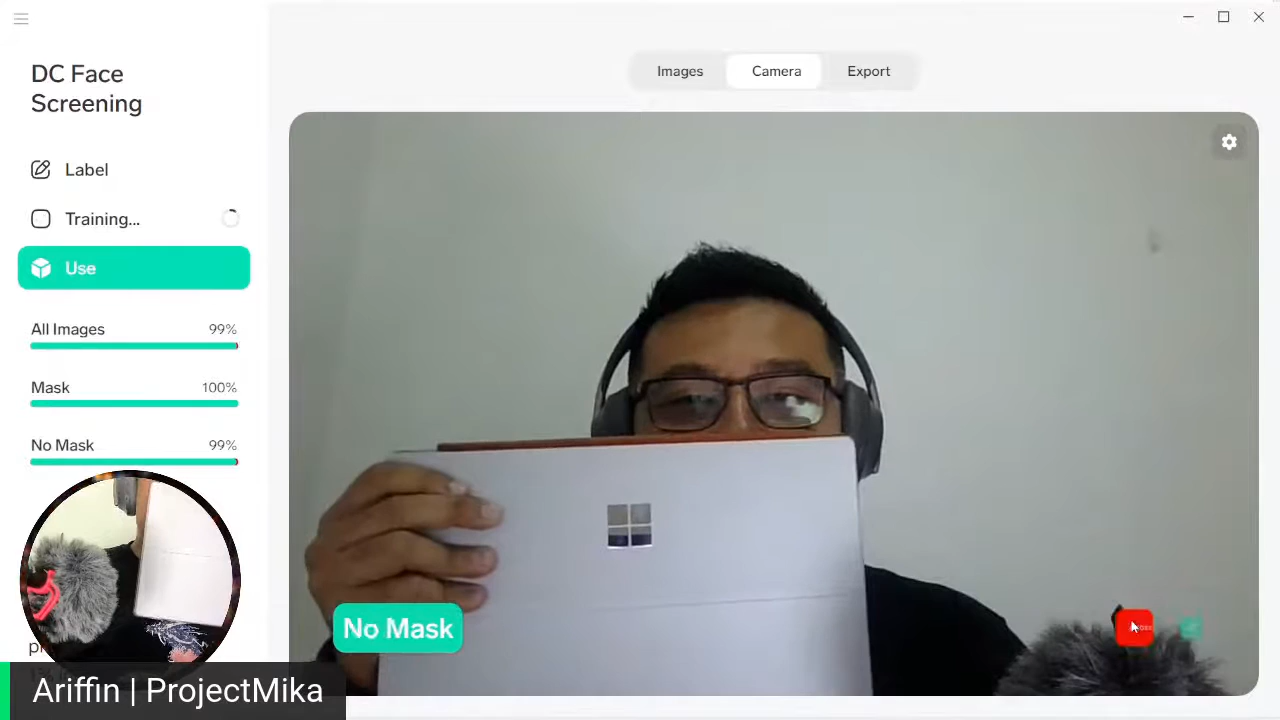 DC Face
Screening
Images
Camera
Export
Label
Training...
Use
All Images
99%
Mask
100%
No Mask
99%
No Mask
Ariffin | ProjectMika